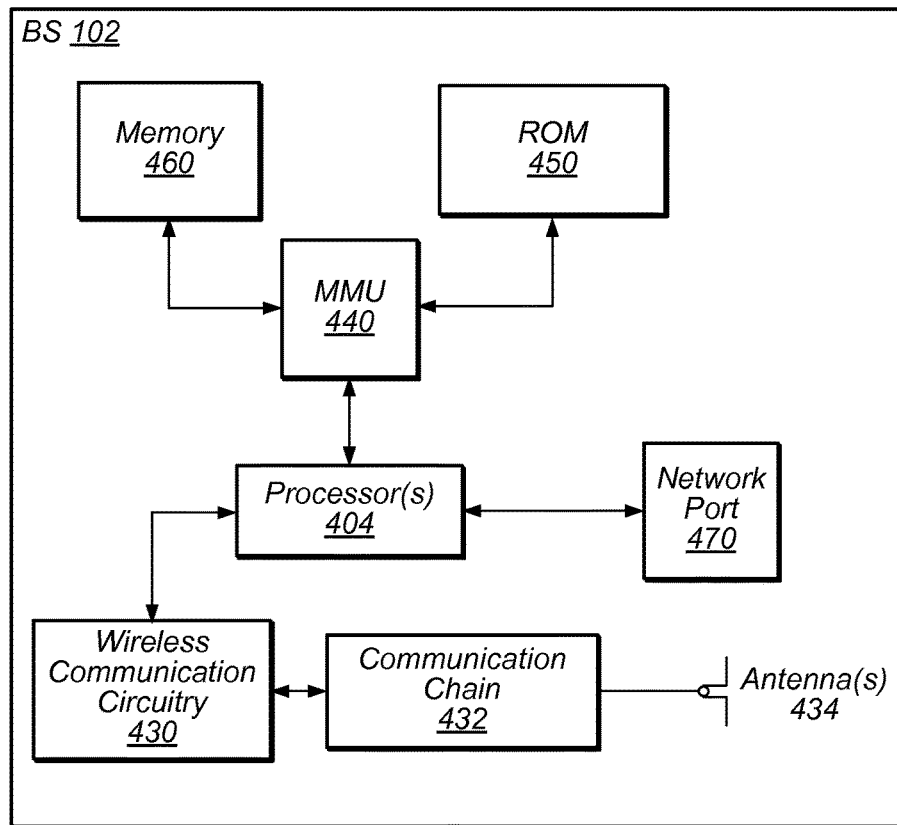 BS 102
Memory
460
ROM
450
MMU
440
Processor(s)
404
Network
Port
470
Wireless
Communication
Circuitry
430
Communication
Chain
432
Antenna(s)
434